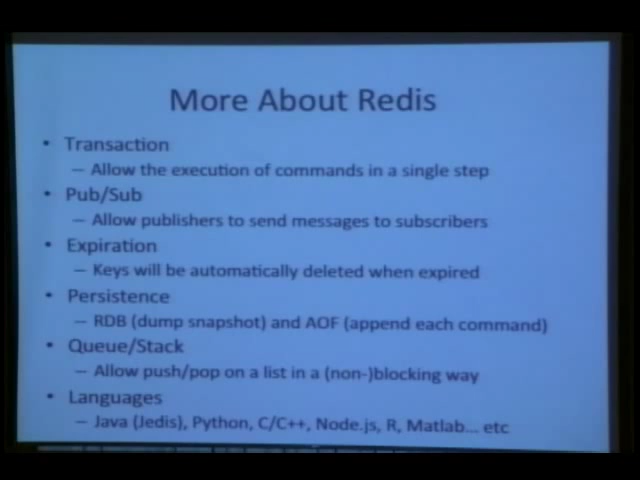 More About Redis
• Transaction
– Allow the execution of commands in a single step
• Pub/Sub
– Allow publishers to send messages to subscribers
• Expiration
– Keys will be automatically deleted when expired
• Persistence
– RDB (dump snapshot) and AOF (append each command)
• Queue/Stack
– Allow push/pop on a list in a (non-)blocking way
• Languages
– Java (Jedis), Python, C/C++, Node.js, R, Matlab... etc